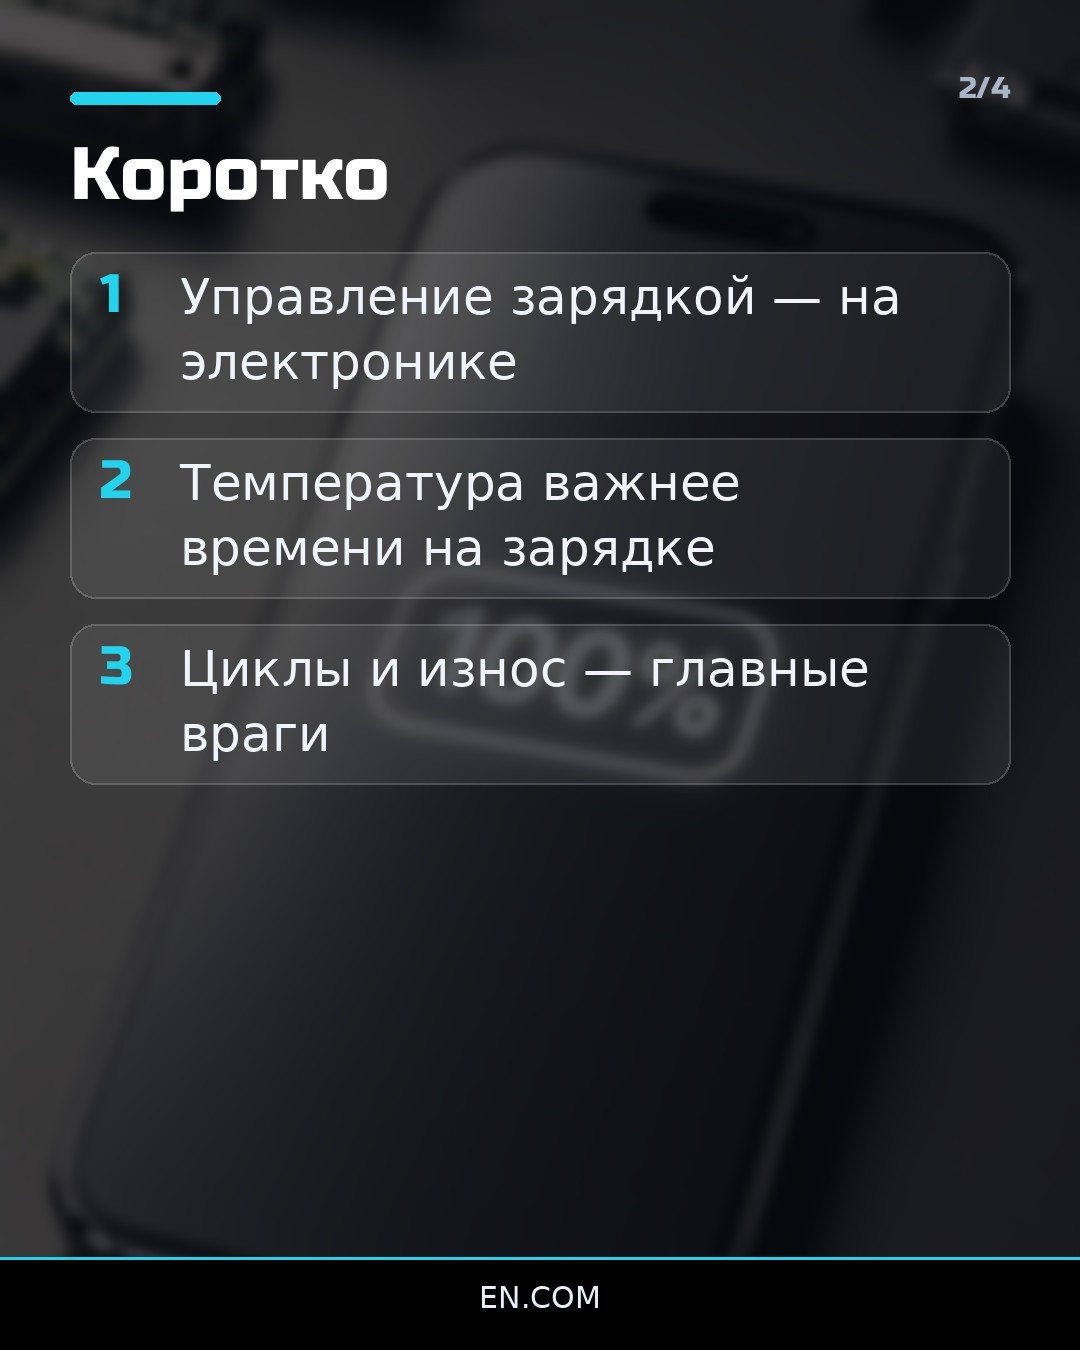 2/4
Коротко
1 Управление зарядкой — на
электронике
2 Температура важнее
времени на зарядке
3 Циклы и износ — главные
враги
100%
EN.COM